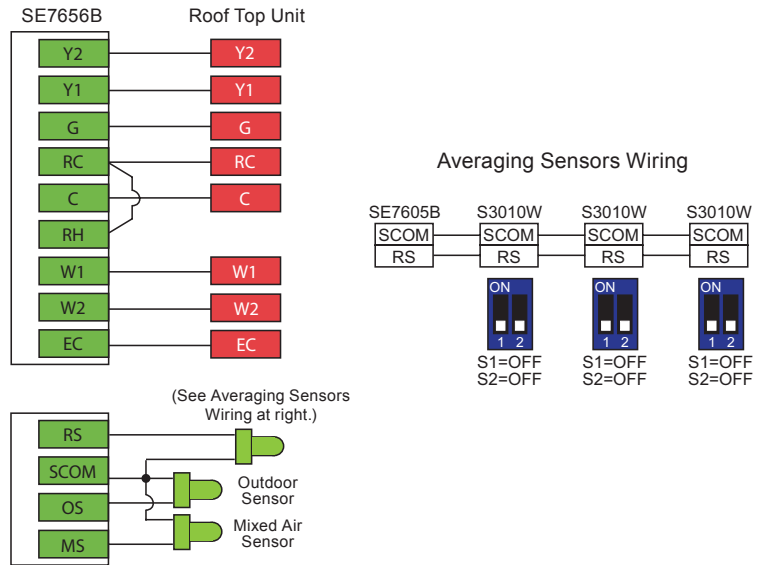 SE7656B Roof Top Unit
Y2 Y2
Y1 Y1
G G
RC RC
C C
RH
W1 W1
W2 W2
EC EC
(See Averaging Sensors
Wiring at right.)
RS
SCOM
OS
MS
Outdoor
Sensor
Mixed Air
Sensor
Averaging Sensors Wiring
SE7605B S3010W S3010W S3010W
SCOM SCOM SCOM SCOM
RS RS RS RS
ON ON ON
1 2 1 2 1 2
S1=OFF S1=OFF S1=OFF
S2=OFF S2=OFF S2=OFF